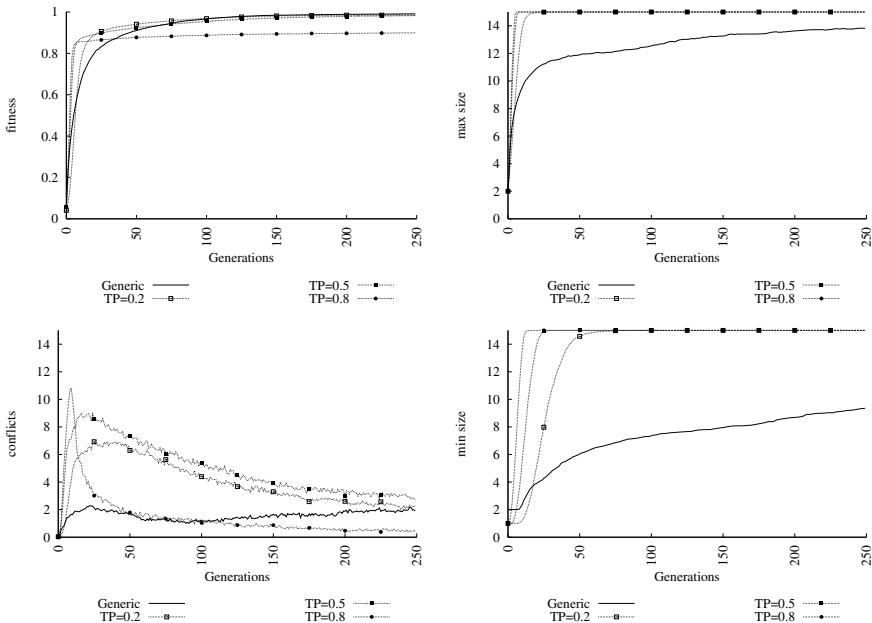 fitness
1
0.8
0.6
0.4
0.2
0
0
50
100
150
200
250
Generations
Generic
TP=0.2
TP=0.5
TP=0.8
max size
14
12
10
8
6
4
2
0
0
50
100
150
200
250
Generations
Generic
TP=0.2
TP=0.5
TP=0.8
conflicts
14
12
10
8
6
4
2
0
0
50
100
150
200
250
Generations
Generic
TP=0.2
TP=0.5
TP=0.8
min size
14
12
10
8
6
4
2
0
0
50
100
150
200
250
Generations
Generic
TP=0.2
TP=0.5
TP=0.8